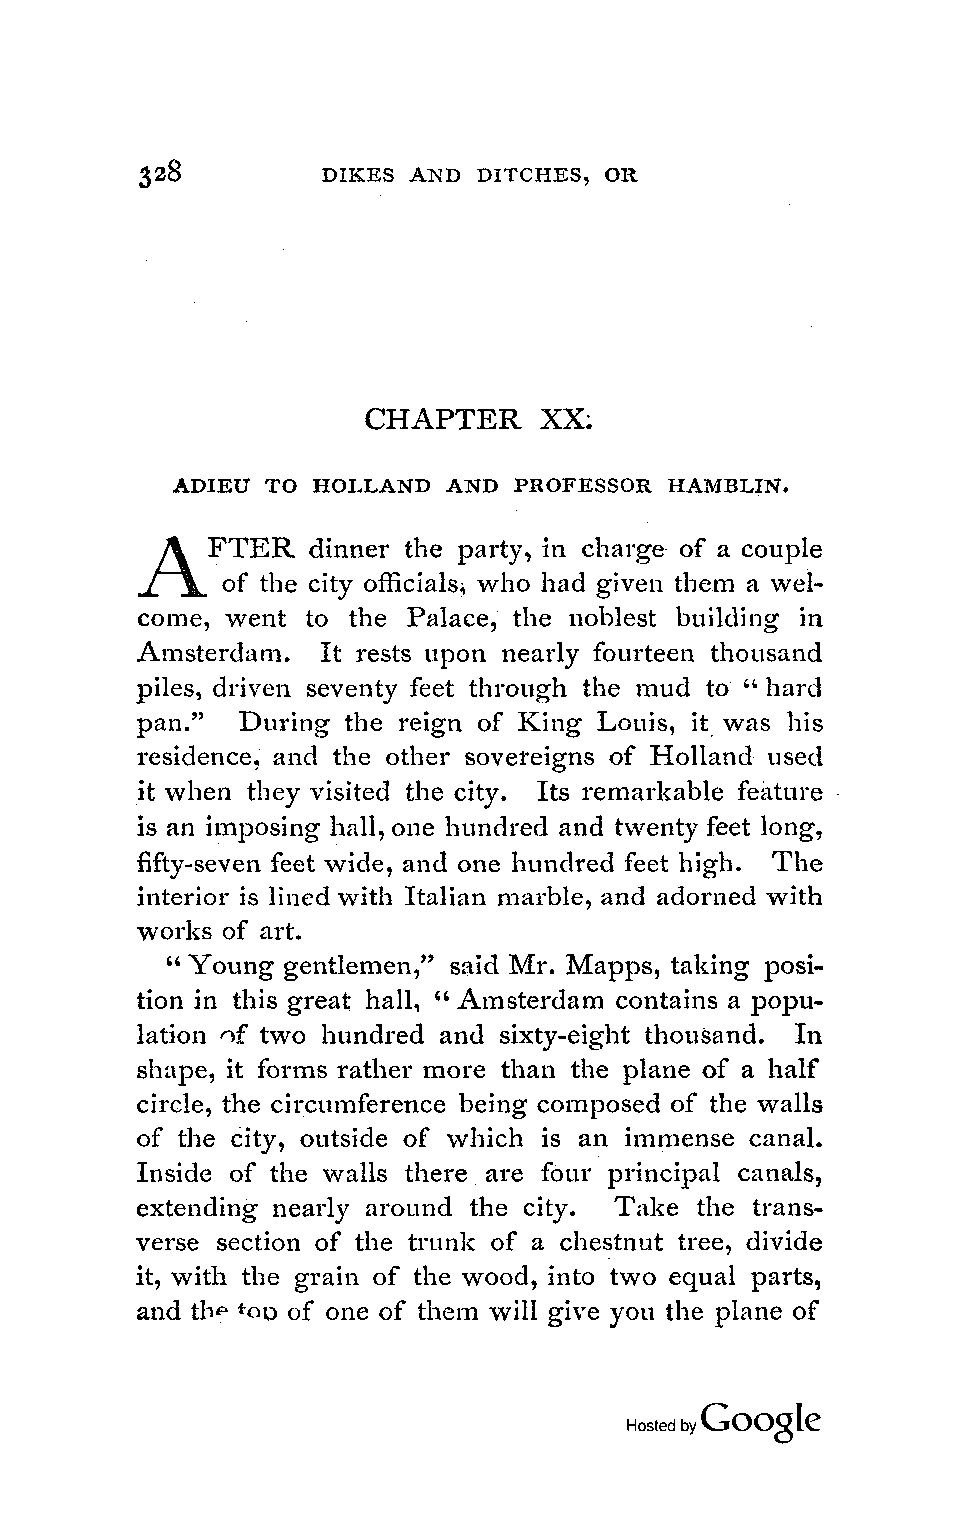 328 DIKES AND DITCHES, OR
CHAPTER XX.
ADIEU TO HOLLAND AND PROFESSOR HAMBLIN.
AFTER dinner the party, in charge of a couple
of the city officials, who had given them a wel-
come, went to the Palace, the noblest building in
Amsterdam. It rests upon nearly fourteen thousand
piles, driven seventy feet through the mud to “hard
pan.” During the reign of King Louis, it was his
residence, and the other sovereigns of Holland used
it when they visited the city. Its remarkable feature
is an imposing hall, one hundred and twenty feet long,
fifty-seven feet wide, and one hundred feet high. The
interior is lined with Italian marble, and adorned with
works of art.
“Young gentlemen,” said Mr. Mapps, taking posi-
tion in this great hall, “Amsterdam contains a popu-
lation of two hundred and sixty-eight thousand. In
shape, it forms rather more than the plane of a half
circle, the circumference being composed of the walls
of the city, outside of which is an immense canal.
Inside of the walls there are four principal canals,
extending nearly around the city. Take the trans-
verse section of the trunk of a chestnut tree, divide
it, with the grain of the wood, into two equal parts,
and the top of one of them will give you the plane of
Hosted by Google